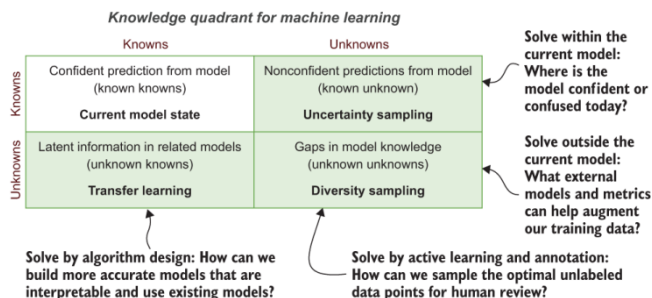 Knowledge quadrant for machine learning
Knowns
Unknowns
Knowns
Confident prediction from model
(known knowns)
Current model state
Nonconfident predictions from model
(known unknown)
Uncertainty sampling
Solve within the
current model:
Where is the
model confident or
confused today?
Unknowns
Latent information in related models
(unknown knowns)
Transfer learning
Gaps in model knowledge
(unknown unknowns)
Diversity sampling
Solve outside the
current model:
What external
models and metrics
can help augment
our training data?
Solve by algorithm design: How can we
build more accurate models that are
interpretable and use existing models?
Solve by active learning and annotation:
How can we sample the optimal unlabeled
data points for human review?